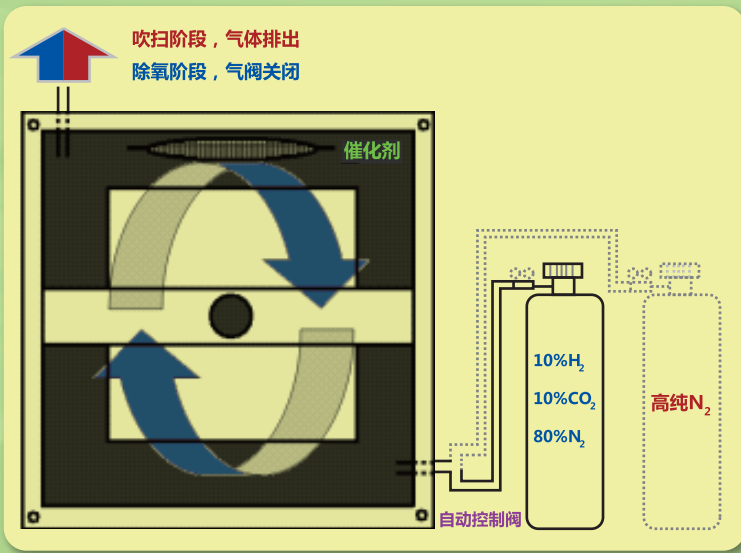 吹扫阶段，气体排出
除氧阶段，气阀关闭
催化剂
10%H₂
10%CO₂
80%N₂
高纯N₂
自动控制阀